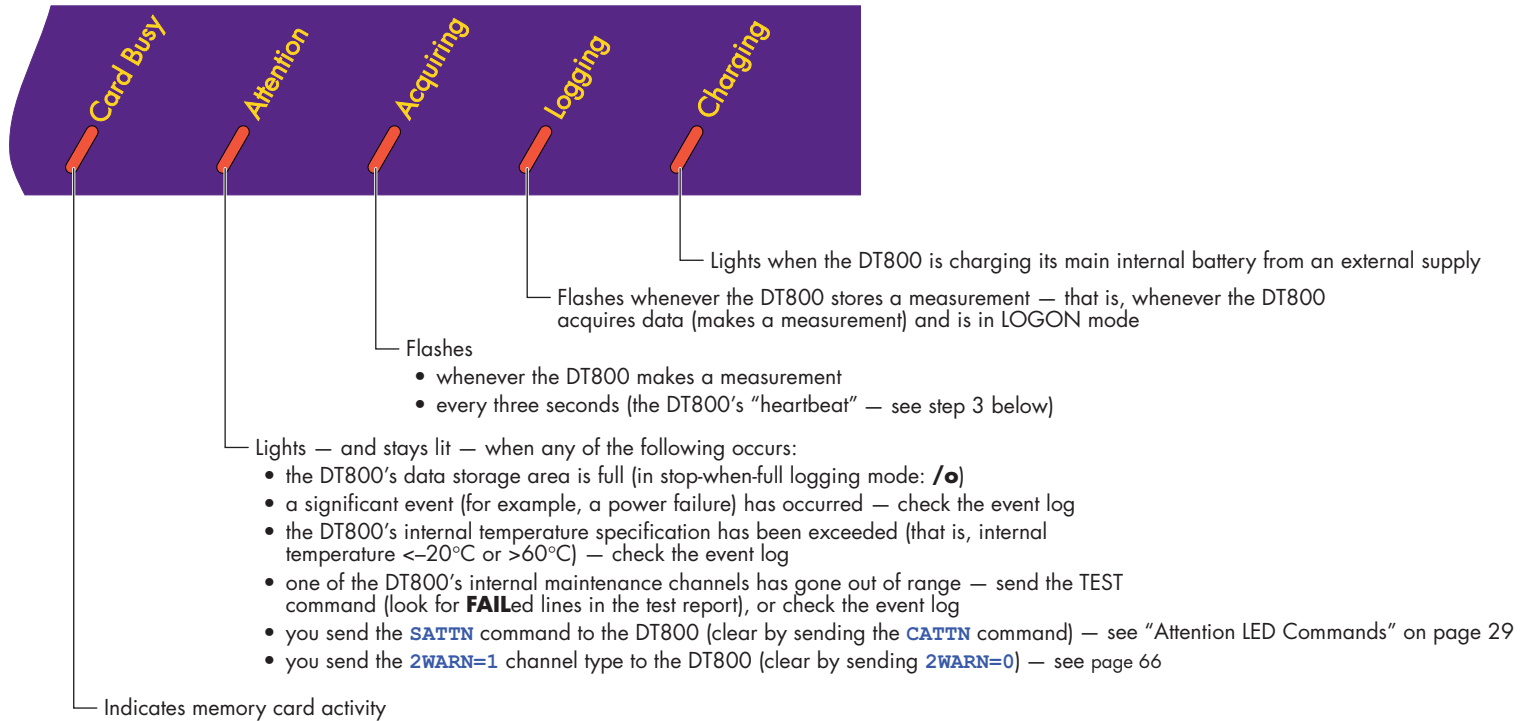 Card Busy
Attention
Acquiring
Logging
Charging
Lights when the DT800 is charging its main internal battery from an external supply
Flashes whenever the DT800 stores a measurement — that is, whenever the DT800
acquires data (makes a measurement) and is in LOGON mode
Flashes
• whenever the DT800 makes a measurement
• every three seconds (the DT800's “heartbeat” — see step 3 below)
Lights — and stays lit — when any of the following occurs:
• the DT800's data storage area is full (in stop-when-full logging mode: /o)
• a significant event (for example, a power failure) has occurred — check the event log
• the DT800's internal temperature specification has been exceeded (that is, internal
temperature <–20°C or >60°C) — check the event log
• one of the DT800's internal maintenance channels has gone out of range — send the TEST
command (look for FAILed lines in the test report), or check the event log
• you send the SATTN command to the DT800 (clear by sending the CATTN command) — see “Attention LED Commands” on page 29
• you send the 2WARN=1 channel type to the DT800 (clear by sending 2WARN=0) — see page 66
Indicates memory card activity